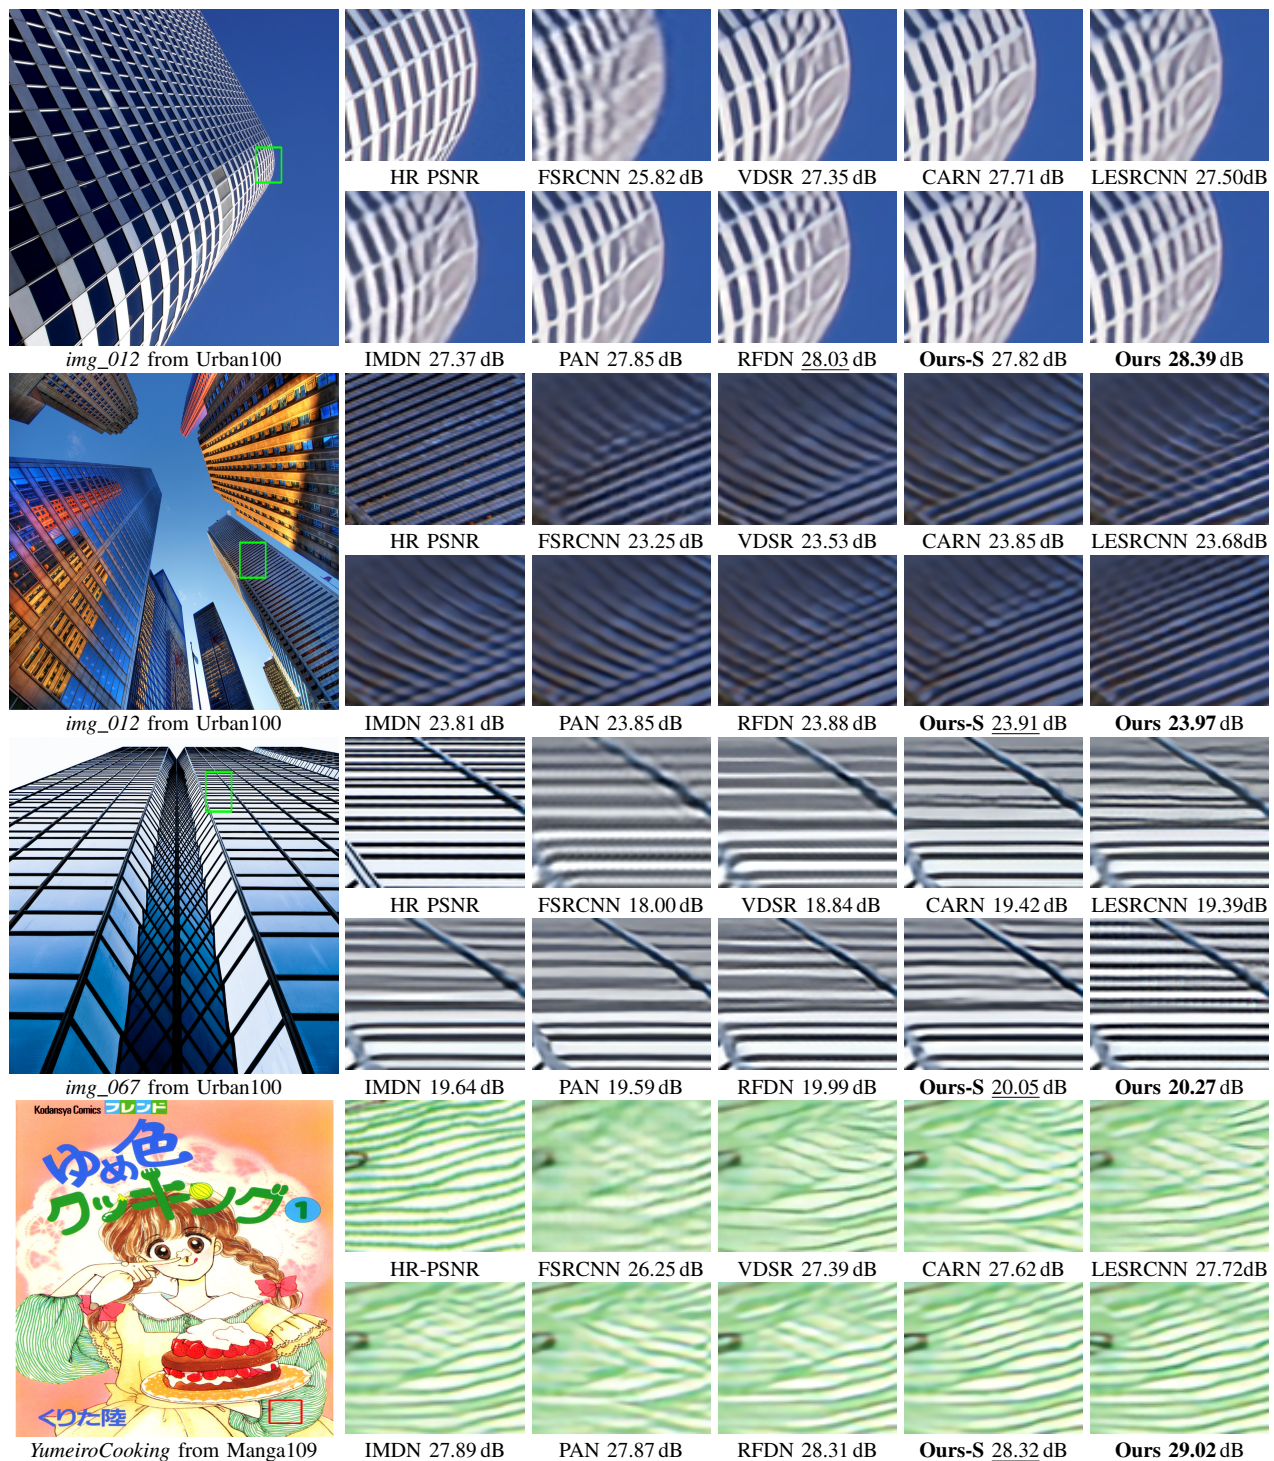 HR PSNR FSRCNN 25.82 dB VDSR 27.35 dB CARN 27.71 dB LESRCNN 27.50dB
IMDN 27.37 dB PAN 27.85 dB RFDN 28.03 dB Ours-S 27.82 dB Ours 28.39 dB
img_012 from Urban100
HR PSNR FSRCNN 23.25 dB VDSR 23.53 dB CARN 23.85 dB LESRCNN 23.68dB
IMDN 23.81 dB PAN 23.85 dB RFDN 23.88 dB Ours-S 23.91 dB Ours 23.97 dB
img_012 from Urban100
HR PSNR FSRCNN 18.00 dB VDSR 18.84 dB CARN 19.42 dB LESRCNN 19.39dB
IMDN 19.64 dB PAN 19.59 dB RFDN 19.99 dB Ours-S 20.05 dB Ours 20.27 dB
img_067 from Urban100
Kodansya Comics フレンド
ゆめ色
クッキング 1
くりた陸
HR-PSNR FSRCNN 26.25 dB VDSR 27.39 dB CARN 27.62 dB LESRCNN 27.72dB
IMDN 27.89 dB PAN 27.87 dB RFDN 28.31 dB Ours-S 28.32 dB Ours 29.02 dB
YumeiroCooking from Manga109